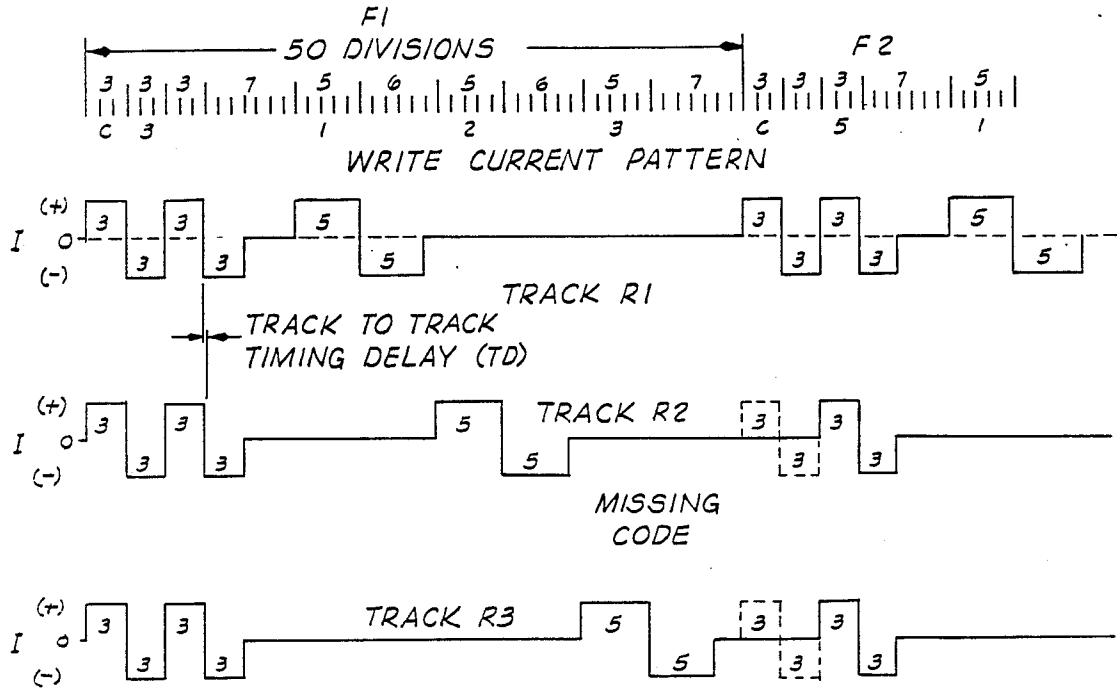 F1
50 DIVISIONS
F2
3 3 3 7 5 6 5 6 5 7 3 3 3 7 5
C 3 1 2 3 C 5 1
WRITE CURRENT PATTERN
(+)
I 0
(-)
3 3 3 3 5 5 3 3 3 3 5 5
TRACK R1
TRACK TO TRACK
TIMING DELAY (TD)
(+)
I 0
(-)
3 3 3 3 5 5 3 3 3 3
TRACK R2
MISSING
CODE
(+)
I 0
(-)
3 3 3 3 5 5 3 3 3 3
TRACK R3